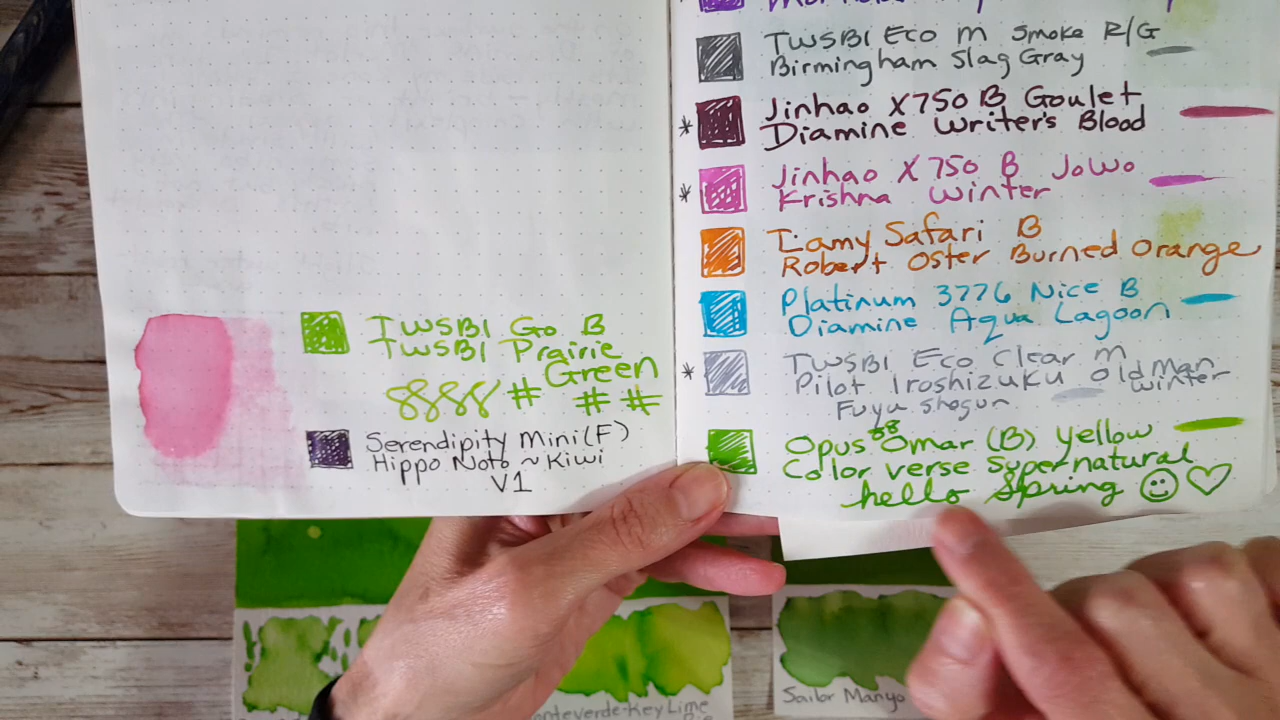 TWSBI Go B
TWSBI Prairie
Green
8888 # # #
Serendipity Mini (F)
Hippo Noto ~ Kiwi
V1
TWSBI Eco M Smoke R/G
Birmingham Slag Gray
* Jinhao X750 B Goulet
Diamine Writer's Blood
* Jinhao X750 B JoWo
Krishna Winter
Lamy Safari B
Robert Oster Burned Orange
Platinum 3776 Nice B
Diamine Aqua Lagoon
* TWSBI Eco Clear M
Pilot Iroshizuku Old Man
Winter
Fuyu Shogun
Opus 88 Omar (B) Yellow
Color verse Supernatural
hello Spring
Key Lime
Sailor Manyo